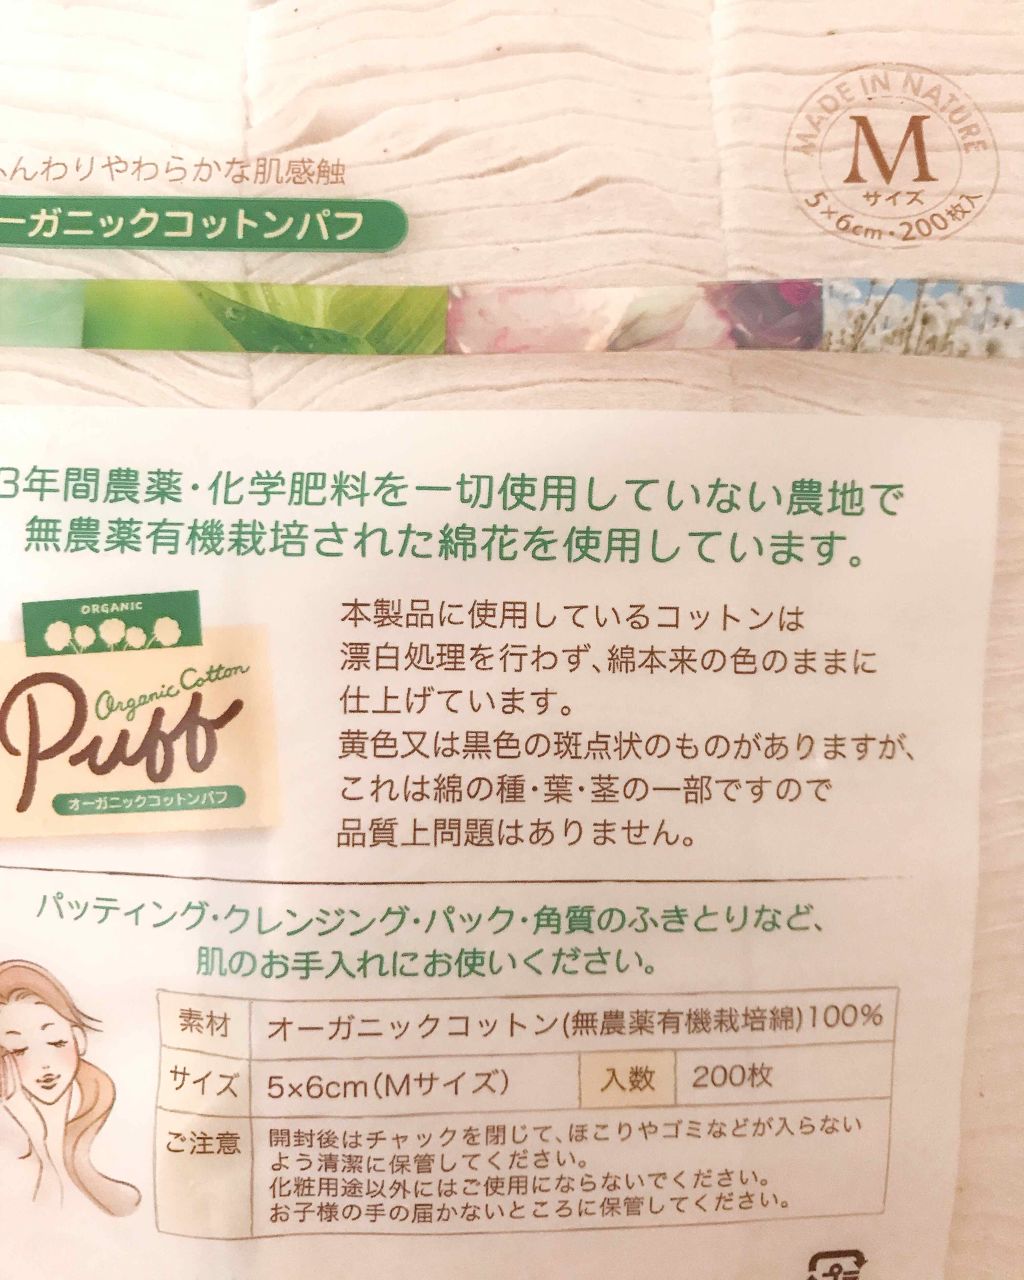 MADE IN NATURE
M
サイズ
5×6cm・200枚入
んわりやわらかな肌感触
ーガニックコットンパフ
3年間農薬・化学肥料を一切使用していない農地で
無農薬有機栽培された綿花を使用しています。
ORGANIC
Organic Cotton
Puff
オーガニックコットンパフ
本製品に使用しているコットンは
漂白処理を行わず、綿本来の色のままに
仕上げています。
黄色又は黒色の斑点状のものがありますが、
これは綿の種・葉・茎の一部ですので
品質上問題はありません。
パッティング・クレンジング・パック・角質のふきとりなど、
肌のお手入れにお使いください。
素材 オーガニックコットン(無農薬有機栽培綿)100%
サイズ 5×6cm(Mサイズ) 入数 200枚
ご注意 開封後はチャックを閉じて、ほこりやゴミなどが入らない
よう清潔に保管してください。
化粧用途以外にはご使用にならないでください。
お子様の手の届かないところに保管してください。